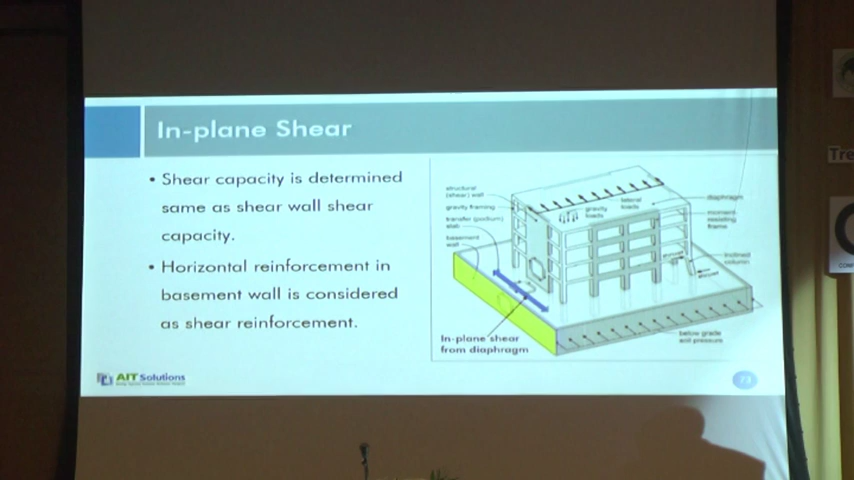 In-plane Shear
• Shear capacity is determined
same as shear wall shear
capacity.
• Horizontal reinforcement in
basement wall is considered
as shear reinforcement.
structural
(shear) wall
gravity framing
transfer (podium)
slab
basement
wall
gravity
loads
lateral
loads
diaphragm
moment-
resisting
frame
inclined
column
In-plane shear
from diaphragm
below grade
soil pressure
AIT Solutions
73
Tre